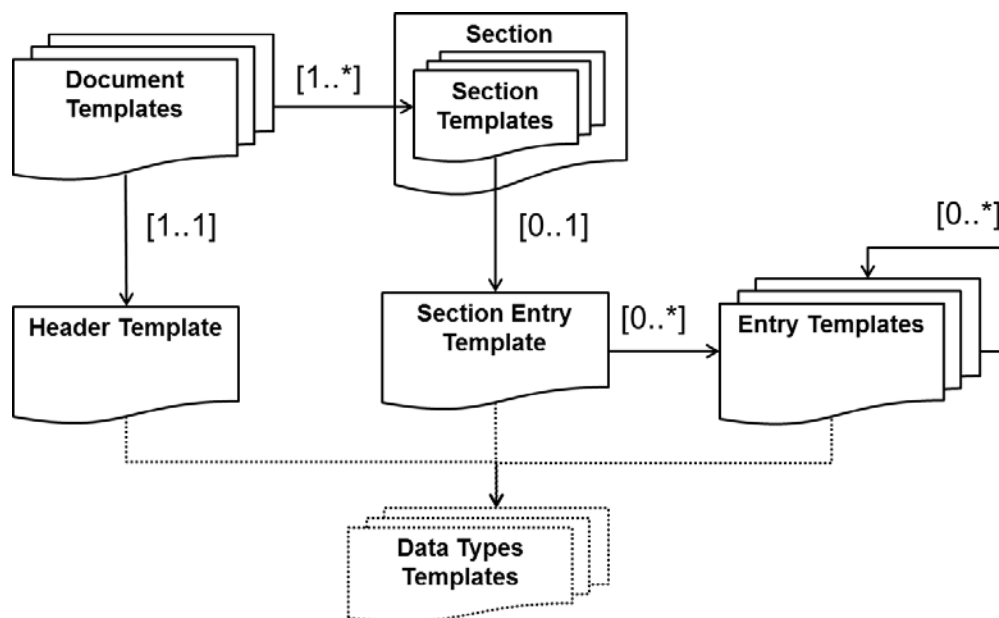 Document
Templates
[1..*]
Section
Section
Templates
[1..1]
[0..1]
[0..*]
Header Template
Section Entry
Template
[0..*]
Entry Templates
Data Types
Templates